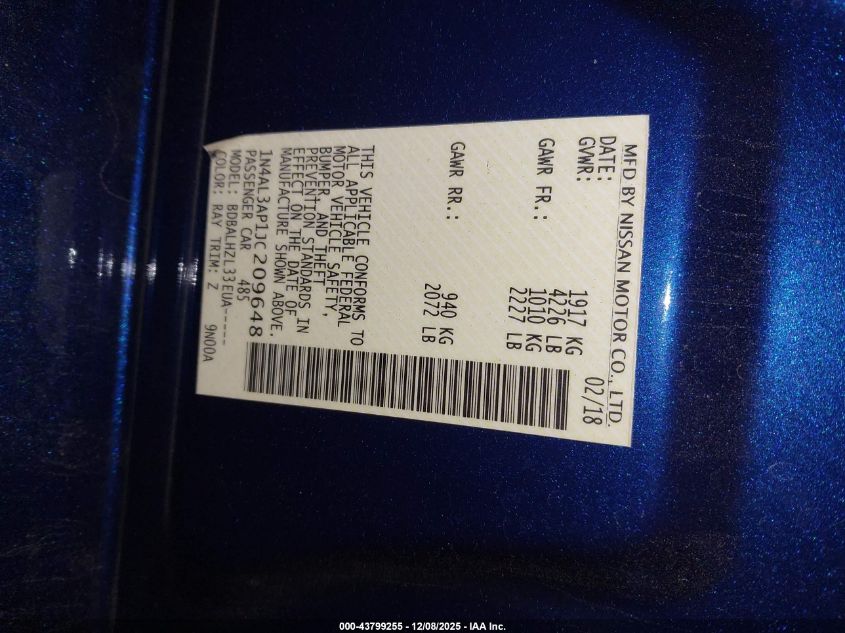 MFD BY NISSAN MOTOR CO., LTD.
DATE: 02/18
GVWR: 1917 KG
4226 LB
GAWR FR.: 1010 KG
2227 LB
GAWR RR.: 940 KG
2072 LB
THIS VEHICLE CONFORMS TO
ALL APPLICABLE FEDERAL
MOTOR VEHICLE SAFETY,
BUMPER, AND THEFT
PREVENTION STANDARDS IN
EFFECT ON THE DATE OF
MANUFACTURE SHOWN ABOVE.
1N4AL3AP1JC209648
PASSENGER CAR 485
MODEL: BDBALHZL33EUA-----
COLOR: RAY TRIM: Z 9N00A
000-43799255 - 12/08/2025 - IAA Inc.